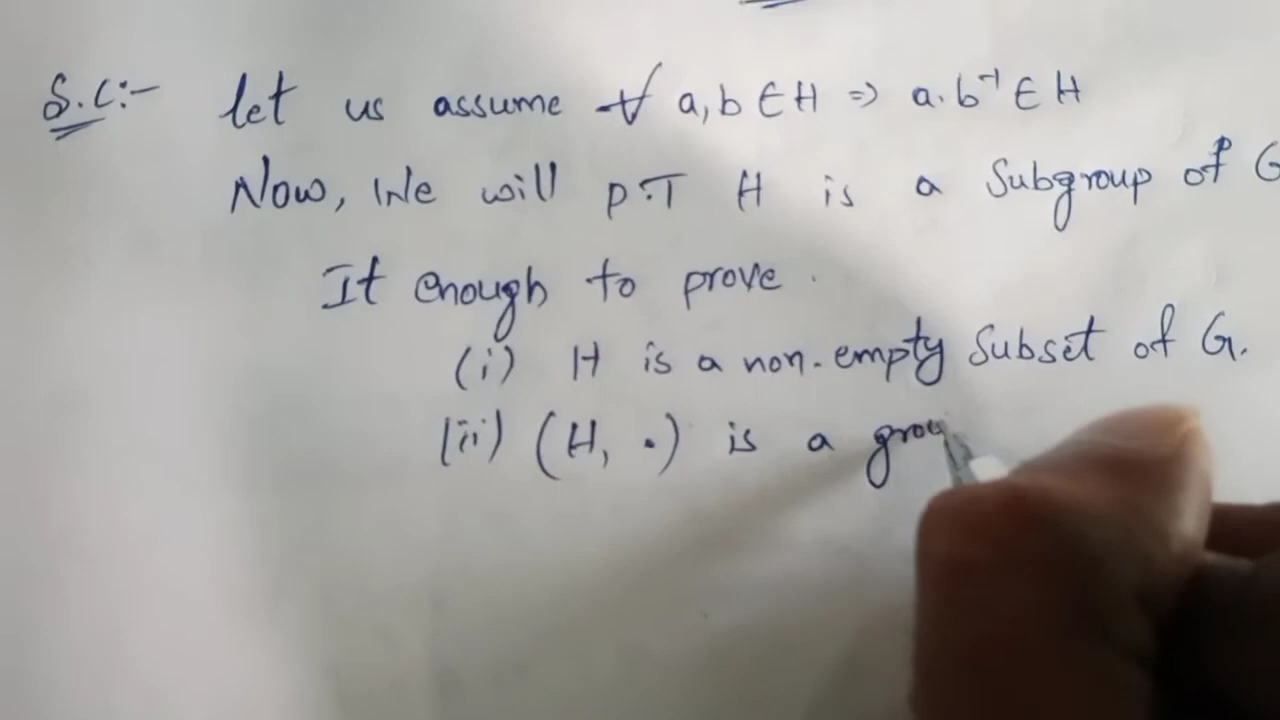 S.C:- let us assume ∀ a,b ∈ H ⇒ a.b⁻¹ ∈ H
Now, We will P.T H is a Subgroup of G
It enough to prove.
(i) H is a non-empty Subset of G.
(ii) (H, •) is a grou